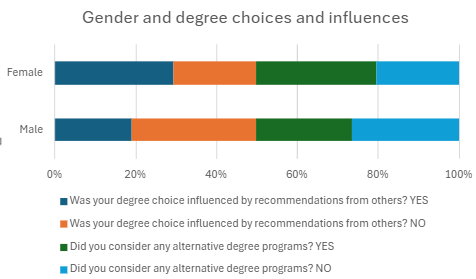 Gender and degree choices and influences
Female
Male
0% 20% 40% 60% 80% 100%
Was your degree choice influenced by recommendations from others? YES
Was your degree choice influenced by recommendations from others? NO
Did you consider any alternative degree programs? YES
Did you consider any alternative degree programs? NO